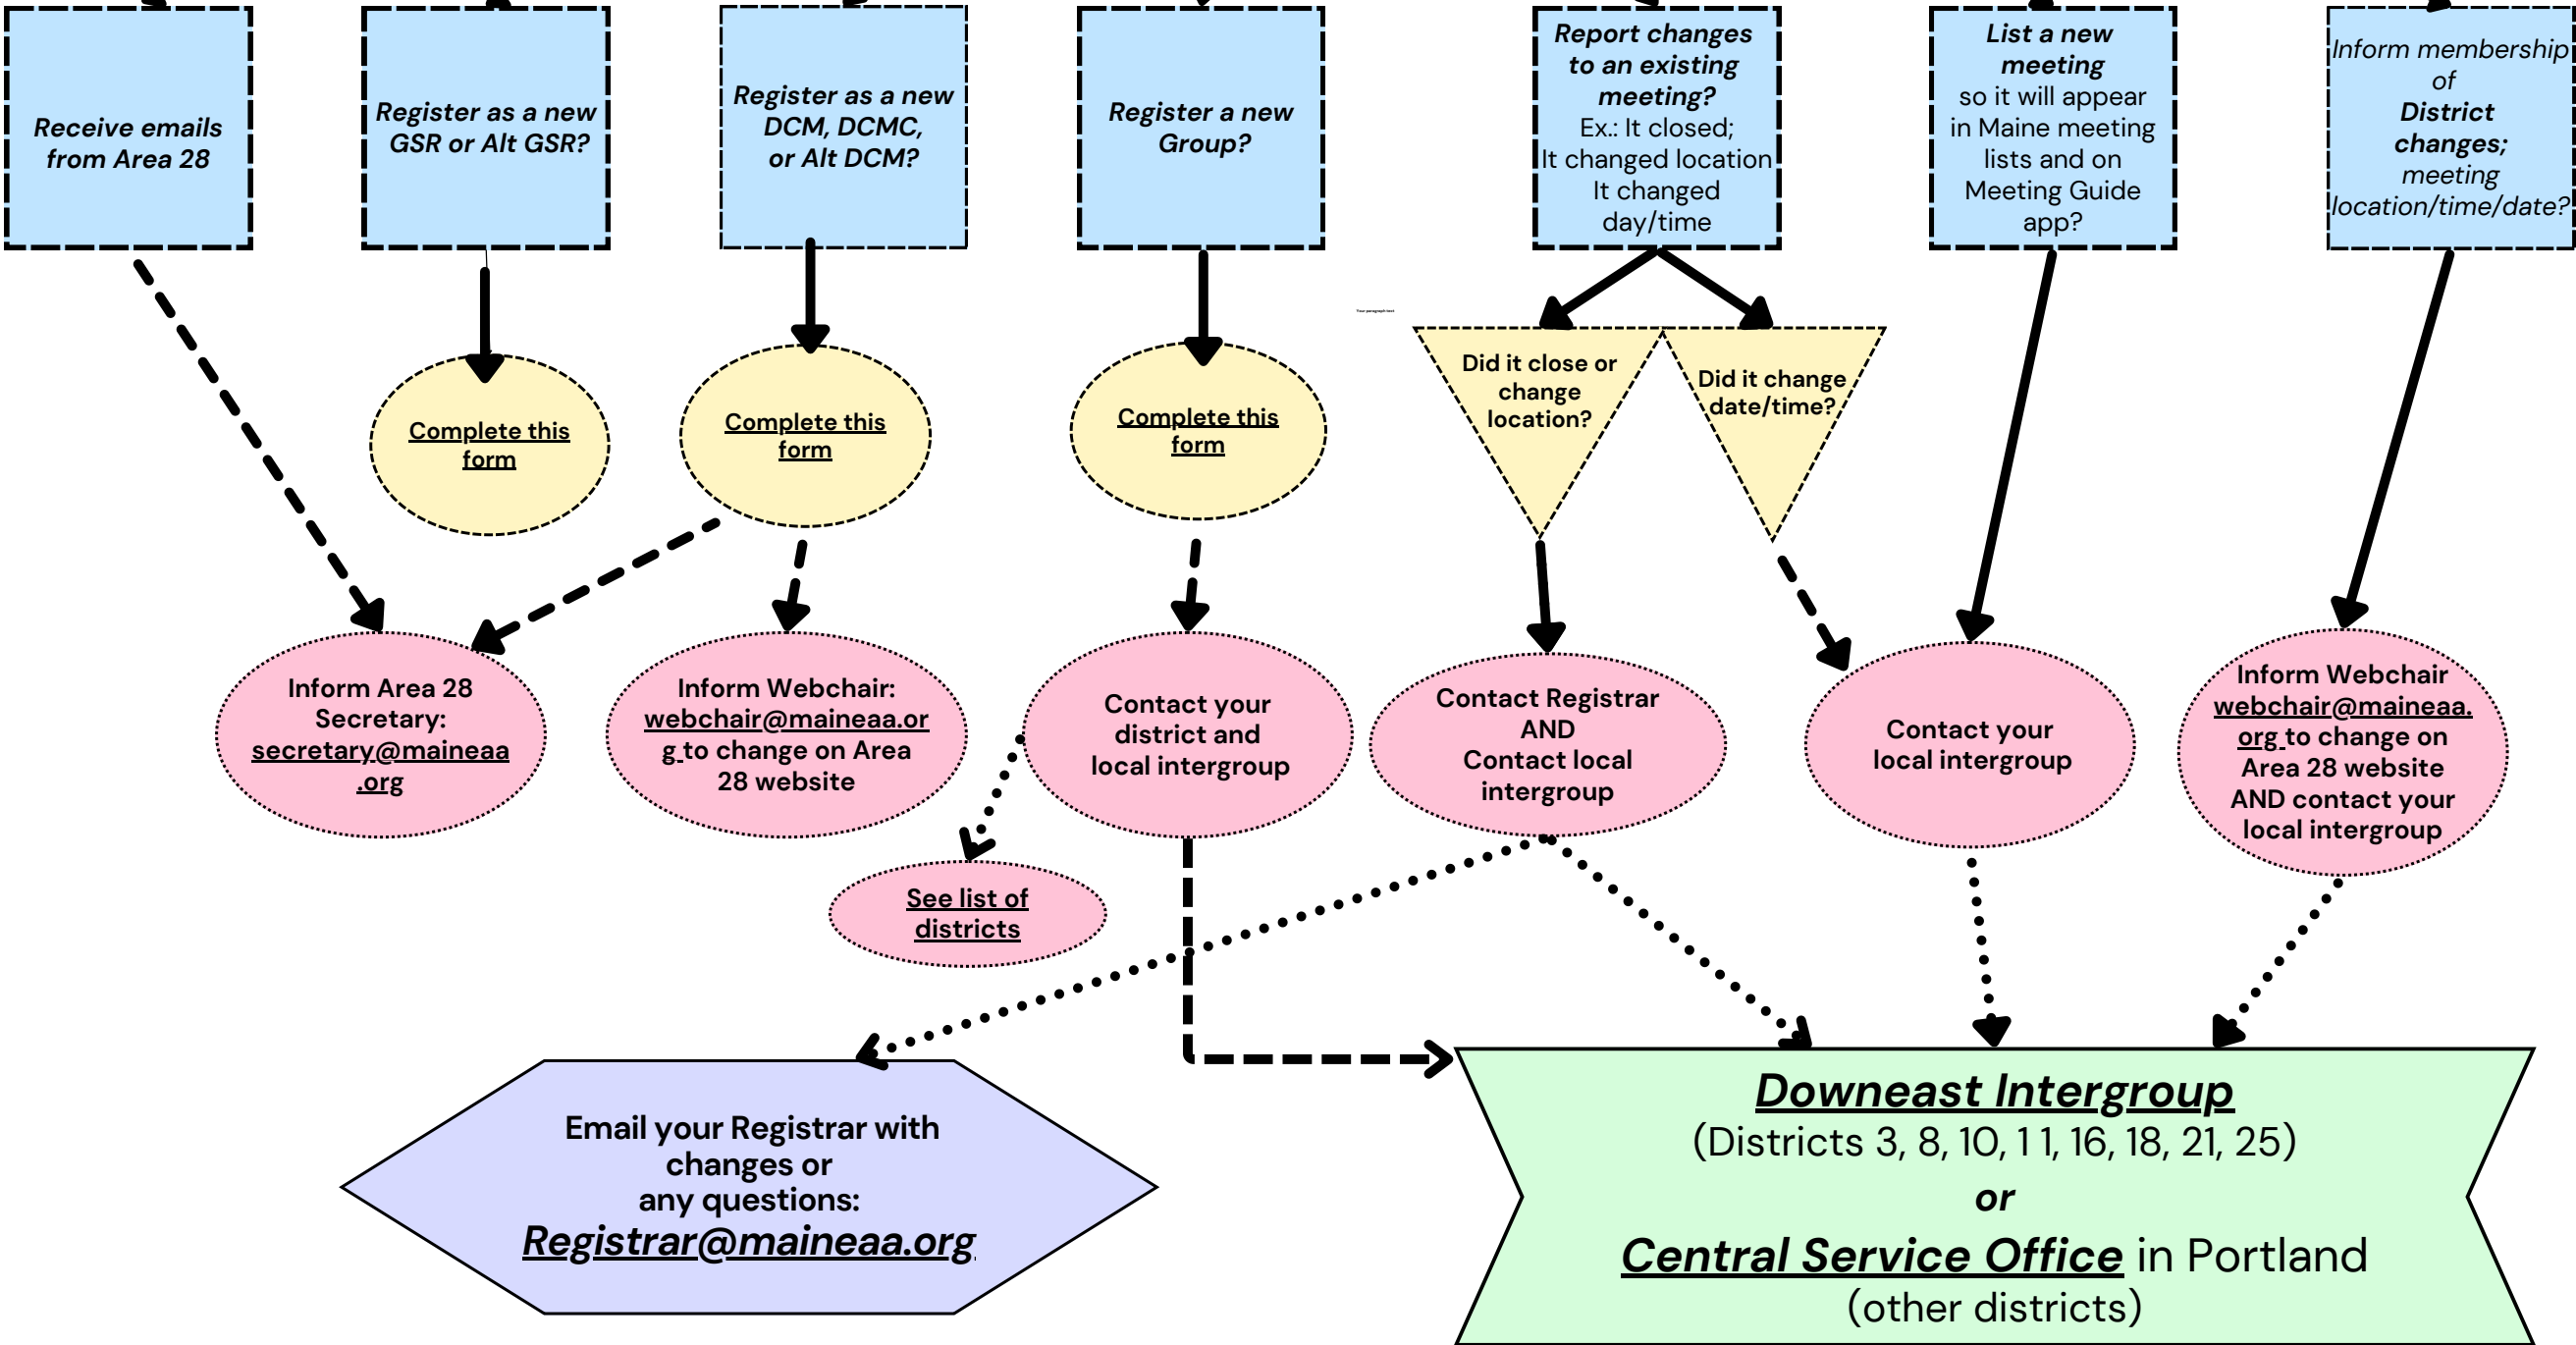 Receive emails
from Area 28
Register as a new
GSR or Alt GSR?
Register as a new
DCM, DCMC,
or Alt DCM?
Register a new
Group?
Report changes
to an existing
meeting?
Ex.: It closed;
It changed location
It changed
day/time
List a new
meeting
so it will appear
in Maine meeting
lists and on
Meeting Guide
app?
Inform membership
of
District
changes;
meeting
location/time/date?
Your paragraph text
Complete this
form
Complete this
form
Complete this
form
Did it close or
change
location?
Did it change
date/time?
Inform Area 28
Secretary:
secretary@maineaa
.org
Inform Webchair:
webchair@maineaa.or
g to change on Area
28 website
Contact your
district and
local intergroup
Contact Registrar
AND
Contact local
intergroup
Contact your
local intergroup
Inform Webchair
webchair@maineaa.
org to change on
Area 28 website
AND contact your
local intergroup
See list of
districts
Email your Registrar with
changes or
any questions:
Registrar@maineaa.org
Downeast Intergroup
(Districts 3, 8, 10, 1 1, 16, 18, 21, 25)
or
Central Service Office in Portland
(other districts)